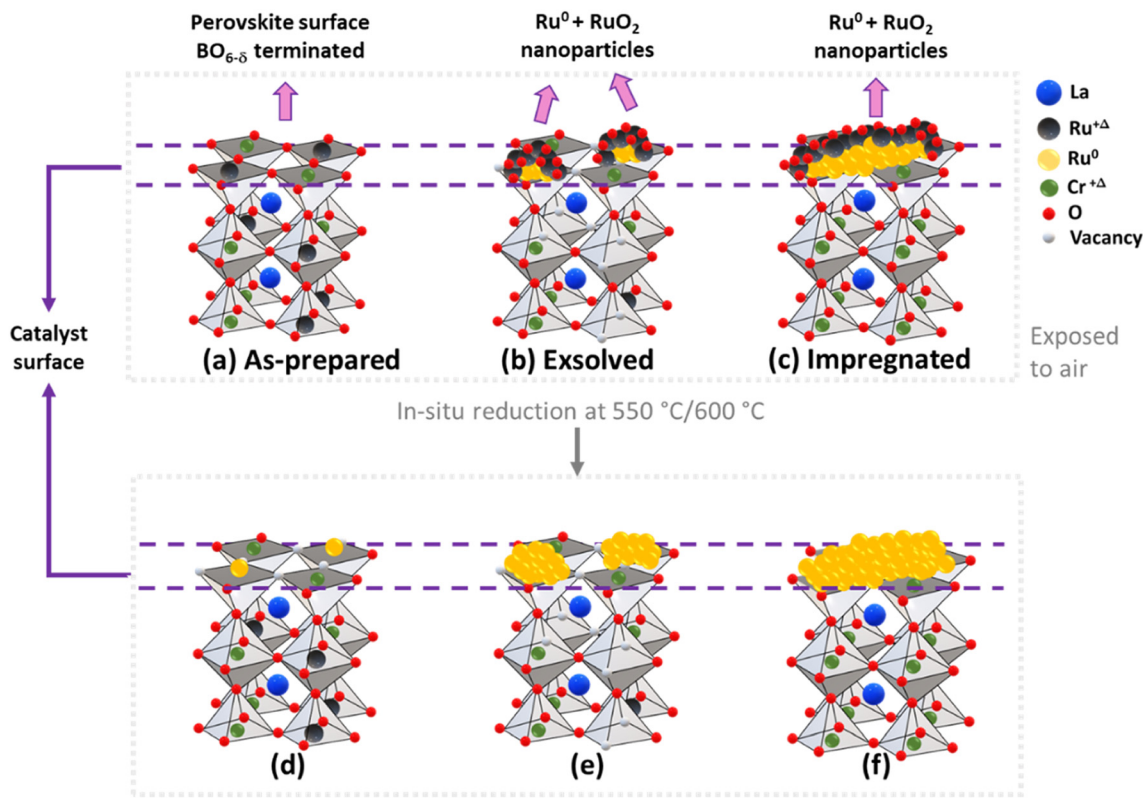 Perovskite surface
BO₆₋δ terminated
Ru⁰ + RuO₂
nanoparticles
Ru⁰ + RuO₂
nanoparticles
La
Ru⁺ᐞ
Ru⁰
Cr⁺ᐞ
O
Vacancy
Catalyst
surface
(a) As-prepared
(b) Exsolved
(c) Impregnated
Exposed
to air
In-situ reduction at 550 °C/600 °C
(d)
(e)
(f)